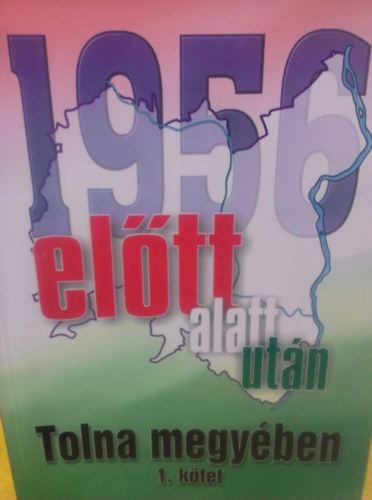 1956
előtt
alatt
után
Tolna megyében
1. kötet